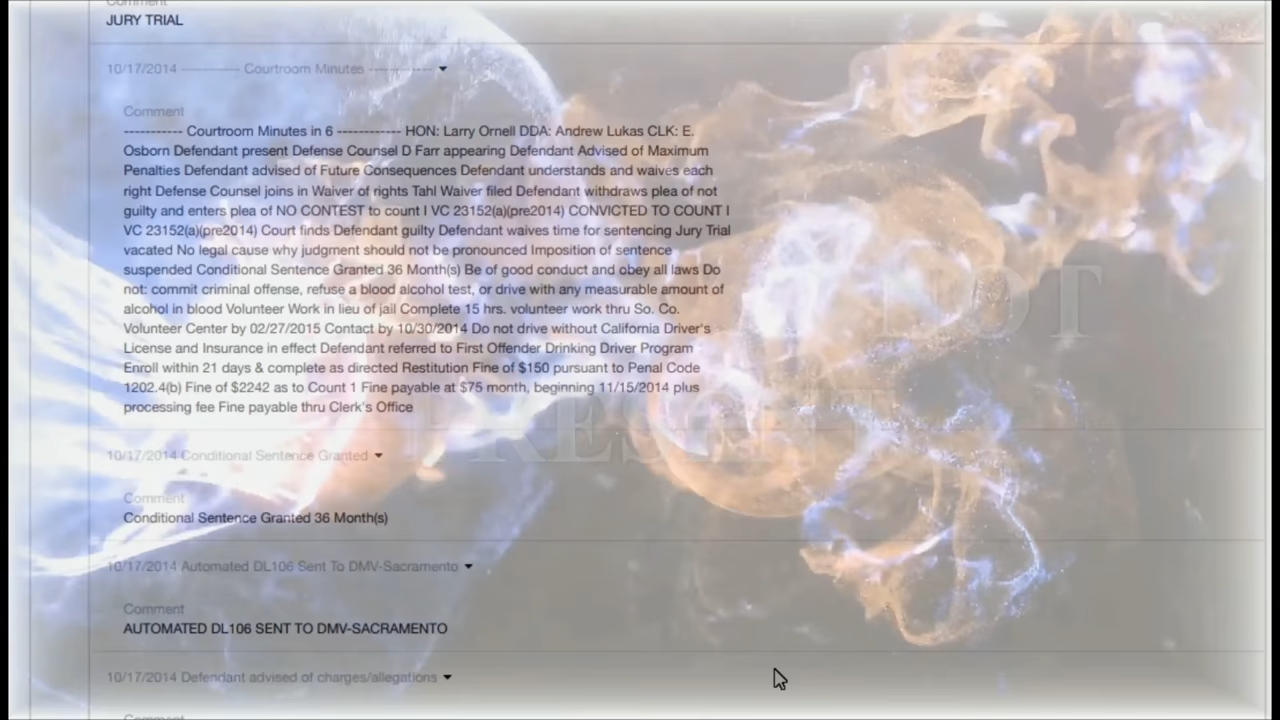 Comment
JURY TRIAL
10/17/2014 ----------- Courtroom Minutes -----------
Comment
----------- Courtroom Minutes in 6 ------------ HON: Larry Ornell DDA: Andrew Lukas CLK: E.
Osborn Defendant present Defense Counsel D Farr appearing Defendant Advised of Maximum
Penalties Defendant advised of Future Consequences Defendant understands and waives each
right Defense Counsel joins in Waiver of rights Tahl Waiver filed Defendant withdraws plea of not
guilty and enters plea of NO CONTEST to count I VC 23152(a)(pre2014) CONVICTED TO COUNT I
VC 23152(a)(pre2014) Court finds Defendant guilty Defendant waives time for sentencing Jury Trial
vacated No legal cause why judgment should not be pronounced Imposition of sentence
suspended Conditional Sentence Granted 36 Month(s) Be of good conduct and obey all laws Do
not: commit criminal offense, refuse a blood alcohol test, or drive with any measurable amount of
alcohol in blood Volunteer Work in lieu of jail Complete 15 hrs. volunteer work thru So. Co.
Volunteer Center by 02/27/2015 Contact by 10/30/2014 Do not drive without California Driver's
License and Insurance in effect Defendant referred to First Offender Drinking Driver Program
Enroll within 21 days & complete as directed Restitution Fine of $150 pursuant to Penal Code
1202.4(b) Fine of $2242 as to Count 1 Fine payable at $75 month, beginning 11/15/2014 plus
processing fee Fine payable thru Clerk's Office
10/17/2014 Conditional Sentence Granted
Comment
Conditional Sentence Granted 36 Month(s)
10/17/2014 Automated DL106 Sent To DMV-Sacramento
Comment
AUTOMATED DL106 SENT TO DMV-SACRAMENTO
10/17/2014 Defendant advised of charges/allegations
Comment